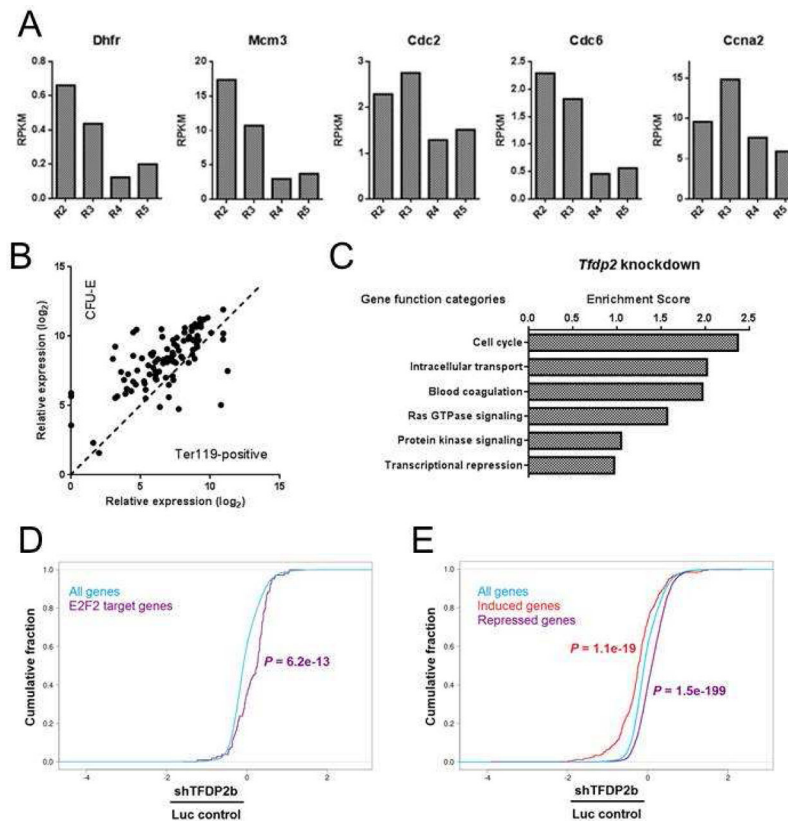 A
Dhfr
RPKM
0.8
0.6
0.4
0.2
0.0
R2
R3
R4
R5
Mcm3
RPKM
20
15
10
5
0
R2
R3
R4
R5
Cdc2
RPKM
3
2
1
0
R2
R3
R4
R5
Cdc6
RPKM
2.5
2.0
1.5
1.0
0.5
0.0
R2
R3
R4
R5
Ccna2
RPKM
15
10
5
0
R2
R3
R4
R5
B
CFU-E
Relative expression (log2)
15
10
5
0
Ter119-positive
0 5 10 15
Relative expression (log2)
C
Tfdp2 knockdown
Gene function categories
Enrichment Score
0.0 0.5 1.0 1.5 2.0 2.5
Cell cycle
Intracellular transport
Blood coagulation
Ras GTPase signaling
Protein kinase signaling
Transcriptional repression
D
Cumulative fraction
1.0
0.8
0.6
0.4
0.2
0.0
All genes
E2F2 target genes
P = 6.2e-13
-4 -2 0 2
shTFDP2b
Luc control
E
Cumulative fraction
1.0
0.8
0.6
0.4
0.2
0.0
All genes
Induced genes
Repressed genes
P = 1.1e-19
P = 1.5e-199
-4 -2 0 2
shTFDP2b
Luc control